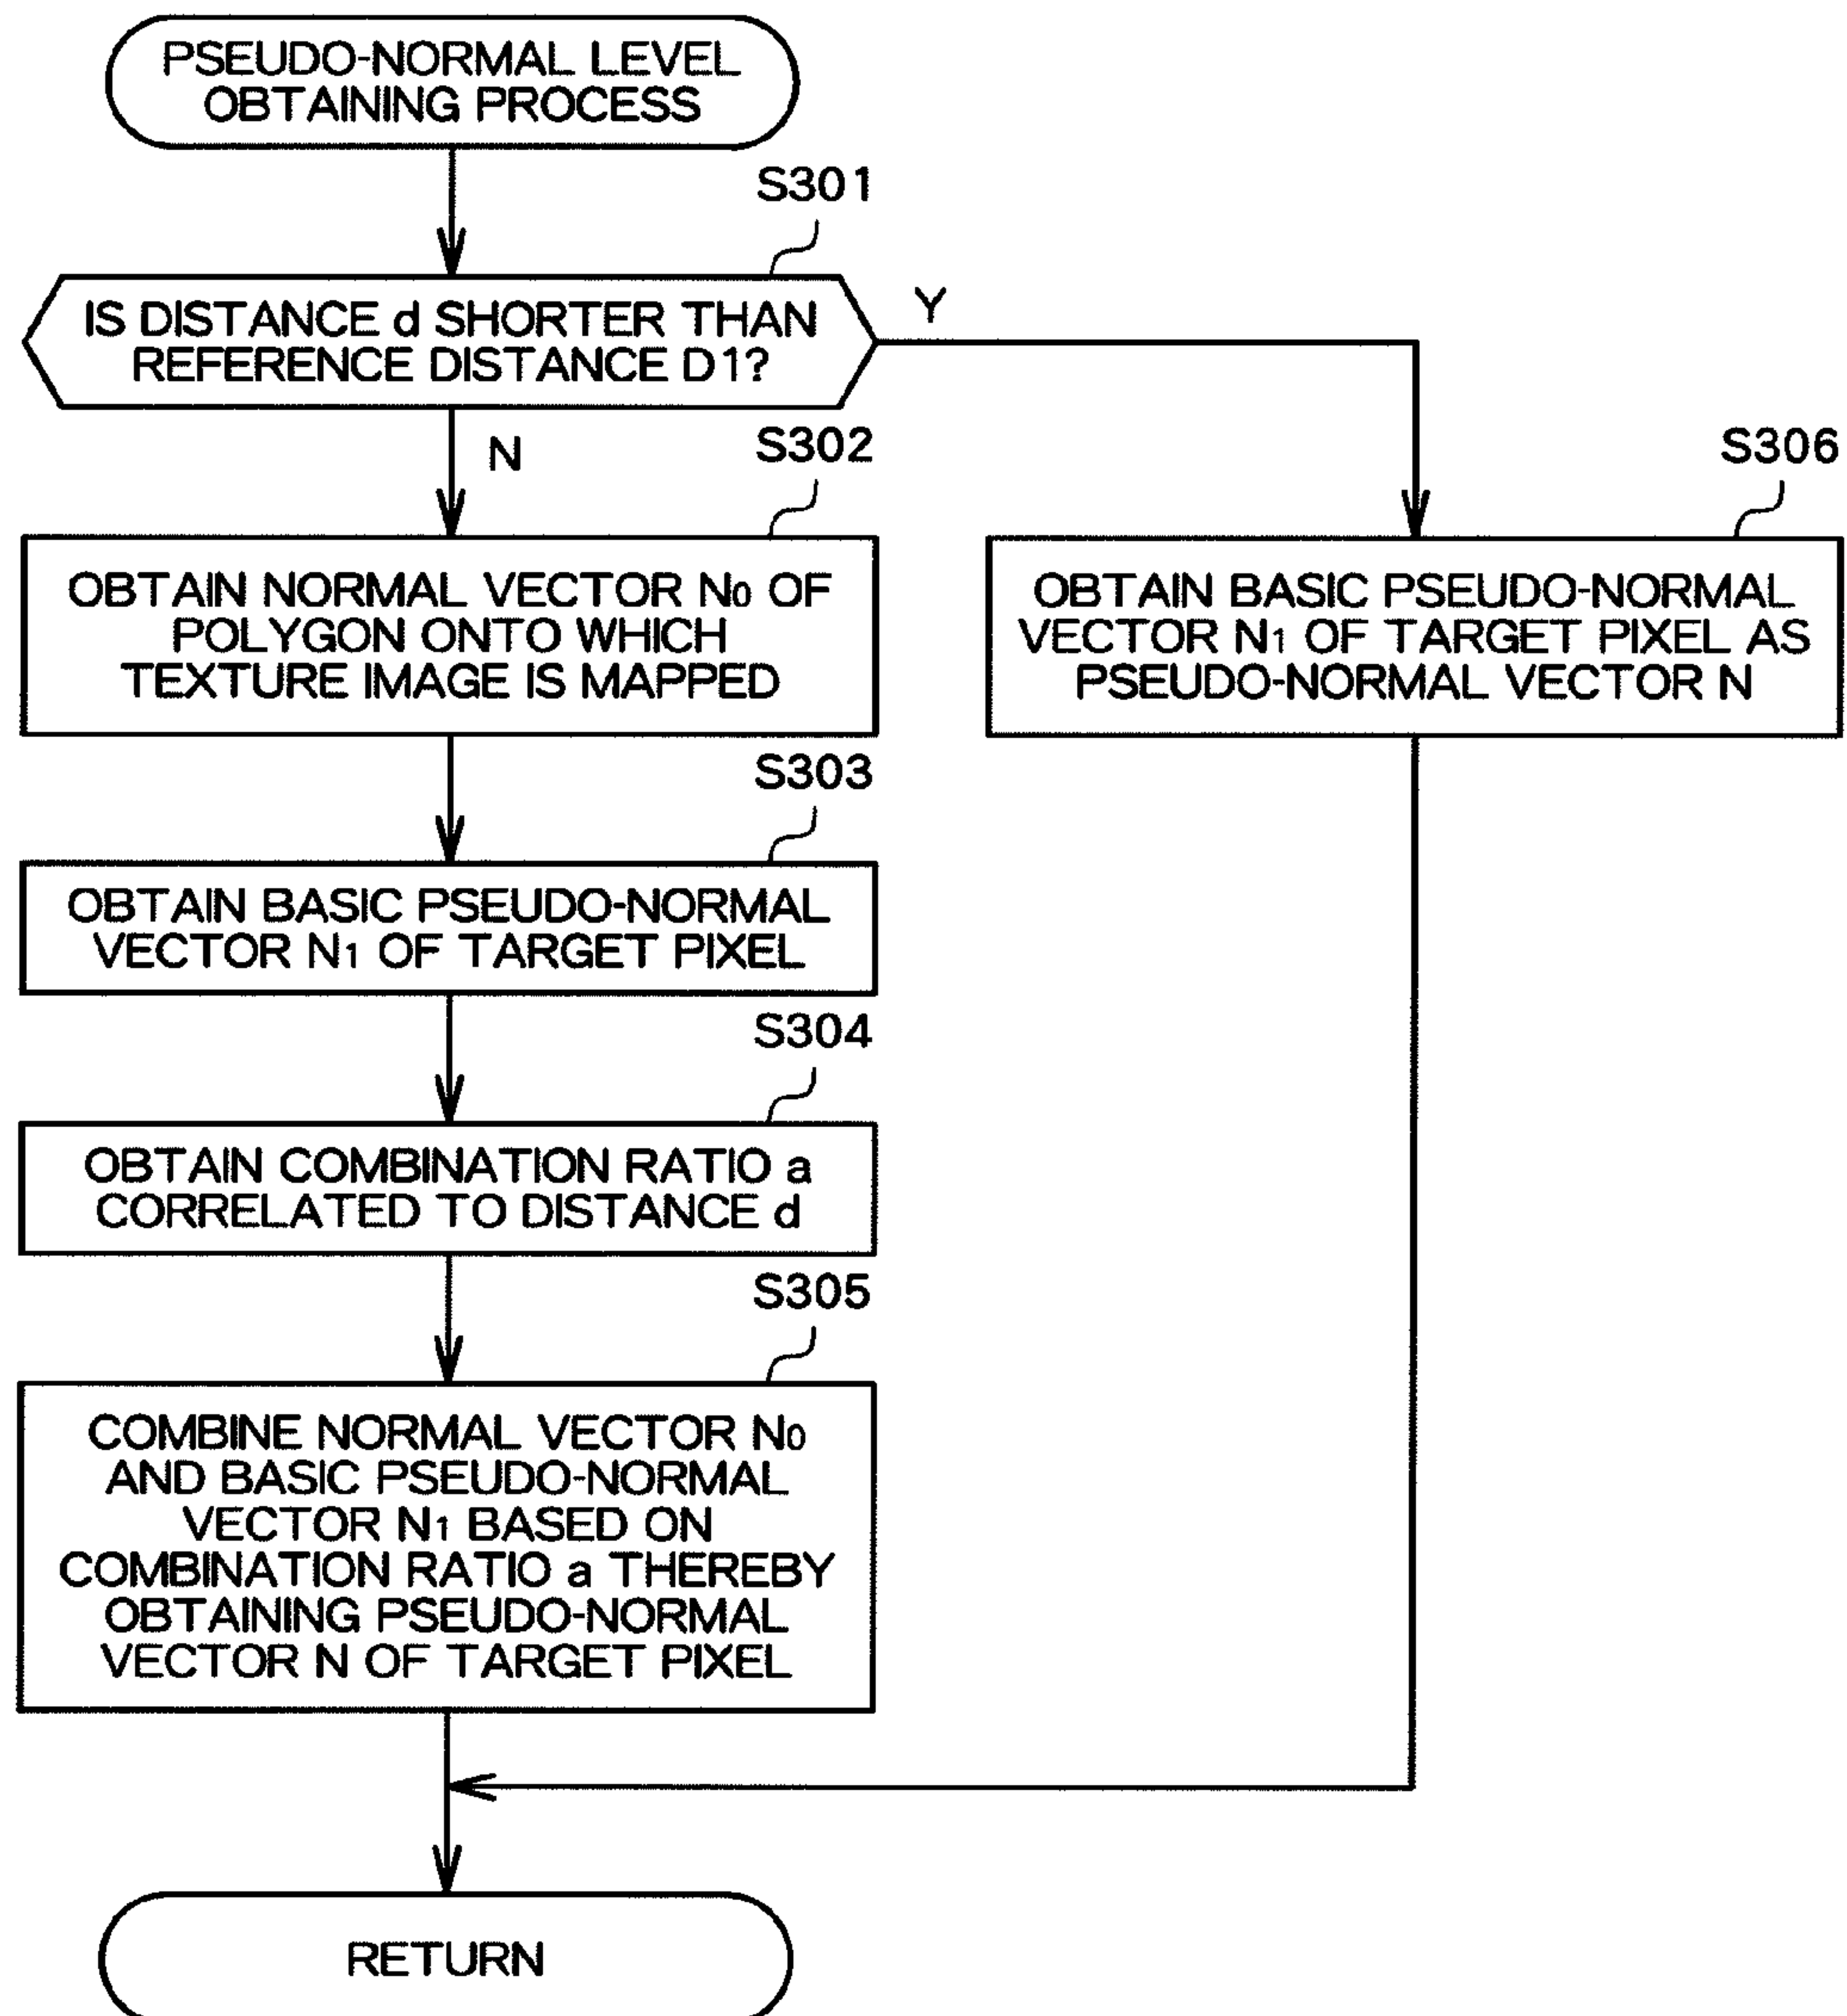 PSEUDO-NORMAL LEVEL
OBTAINING PROCESS
S301
IS DISTANCE d SHORTER THAN
REFERENCE DISTANCE D1?
Y
N
S302
OBTAIN NORMAL VECTOR N0 OF
POLYGON ONTO WHICH
TEXTURE IMAGE IS MAPPED
S306
OBTAIN BASIC PSEUDO-NORMAL
VECTOR N1 OF TARGET PIXEL AS
PSEUDO-NORMAL VECTOR N
S303
OBTAIN BASIC PSEUDO-NORMAL
VECTOR N1 OF TARGET PIXEL
S304
OBTAIN COMBINATION RATIO a
CORRELATED TO DISTANCE d
S305
COMBINE NORMAL VECTOR N0
AND BASIC PSEUDO-NORMAL
VECTOR N1 BASED ON
COMBINATION RATIO a THEREBY
OBTAINING PSEUDO-NORMAL
VECTOR N OF TARGET PIXEL
RETURN